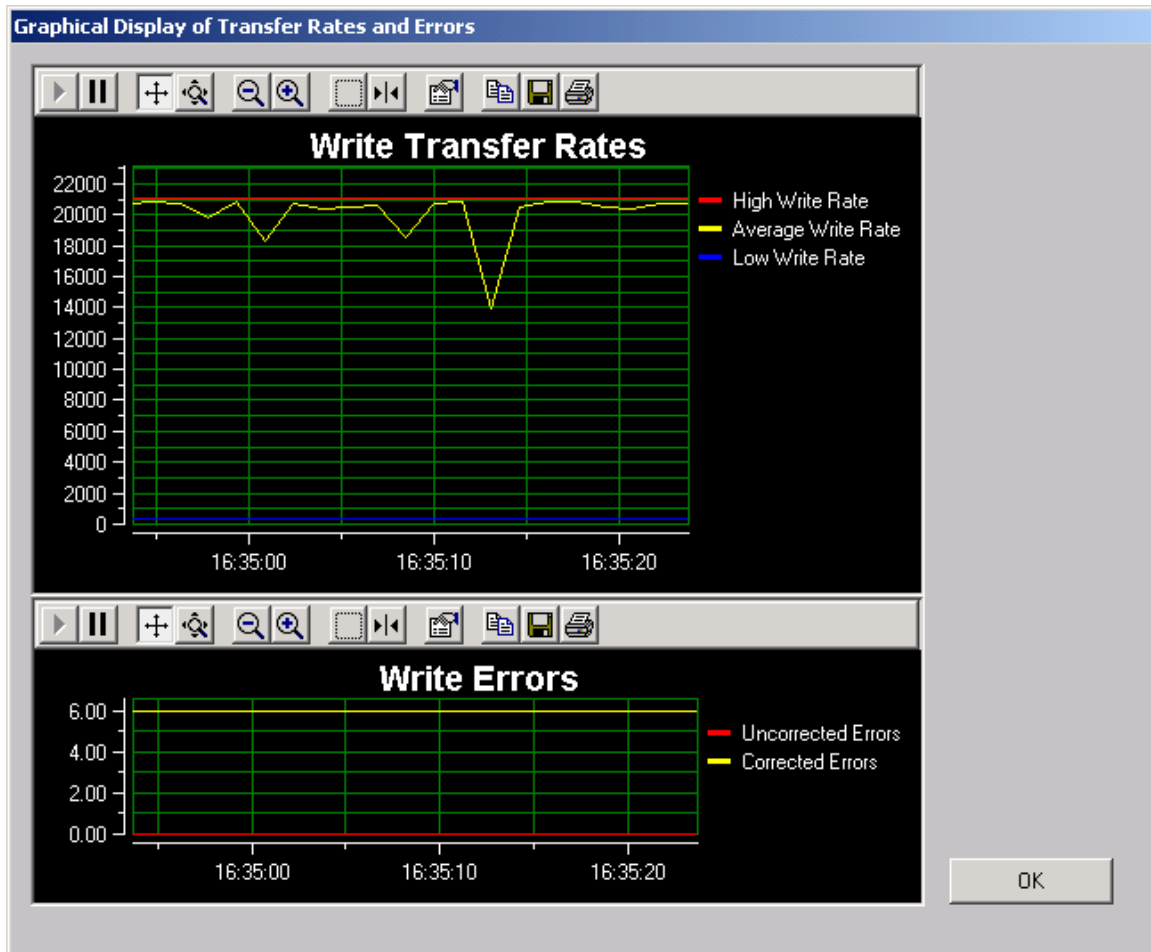 Graphical Display of Transfer Rates and Errors
Write Transfer Rates
22000
20000
18000
16000
14000
12000
10000
8000
6000
4000
2000
0
16:35:00 16:35:10 16:35:20
High Write Rate
Average Write Rate
Low Write Rate
Write Errors
6.00
4.00
2.00
0.00
16:35:00 16:35:10 16:35:20
Uncorrected Errors
Corrected Errors
OK